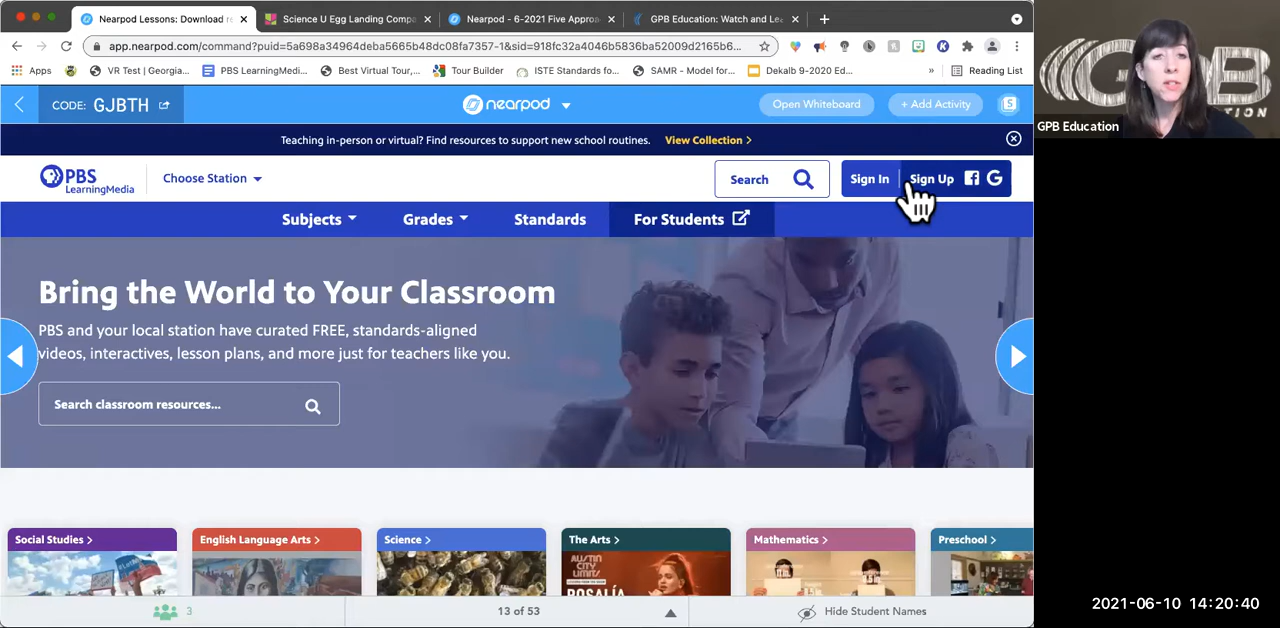 Nearpod Lessons: Download re
Science U Egg Landing Compo
Nearpod - 6-2021 Five Approa
GPB Education: Watch and Lea
app.nearpod.com/command?puid=5a698a34964deba5665b48dc08fa7357-1&sid=918fc32a4046b5836ba52009d2165b6...
Apps
VR Test | Georgia...
PBS LearningMedi...
Best Virtual Tour,...
Tour Builder
ISTE Standards fo...
SAMR - Model for...
Dekalb 9-2020 Ed...
»
Reading List
CODE: GJBTH
nearpod
Open Whiteboard
+ Add Activity
S
Teaching in-person or virtual? Find resources to support new school routines. View Collection >
PBS
LearningMedia
Choose Station
Search
Sign In
Sign Up
G
Subjects
Grades
Standards
For Students
Bring the World to Your Classroom
PBS and your local station have curated FREE, standards-aligned
videos, interactives, lesson plans, and more just for teachers like you.
Search classroom resources...
Social Studies >
English Language Arts >
Science >
The Arts >
Mathematics >
Preschool >
AUSTIN
CITY LIMITS
ROSALÍA
3
13 of 53
Hide Student Names
GPB Education
2021-06-10 14:20:40